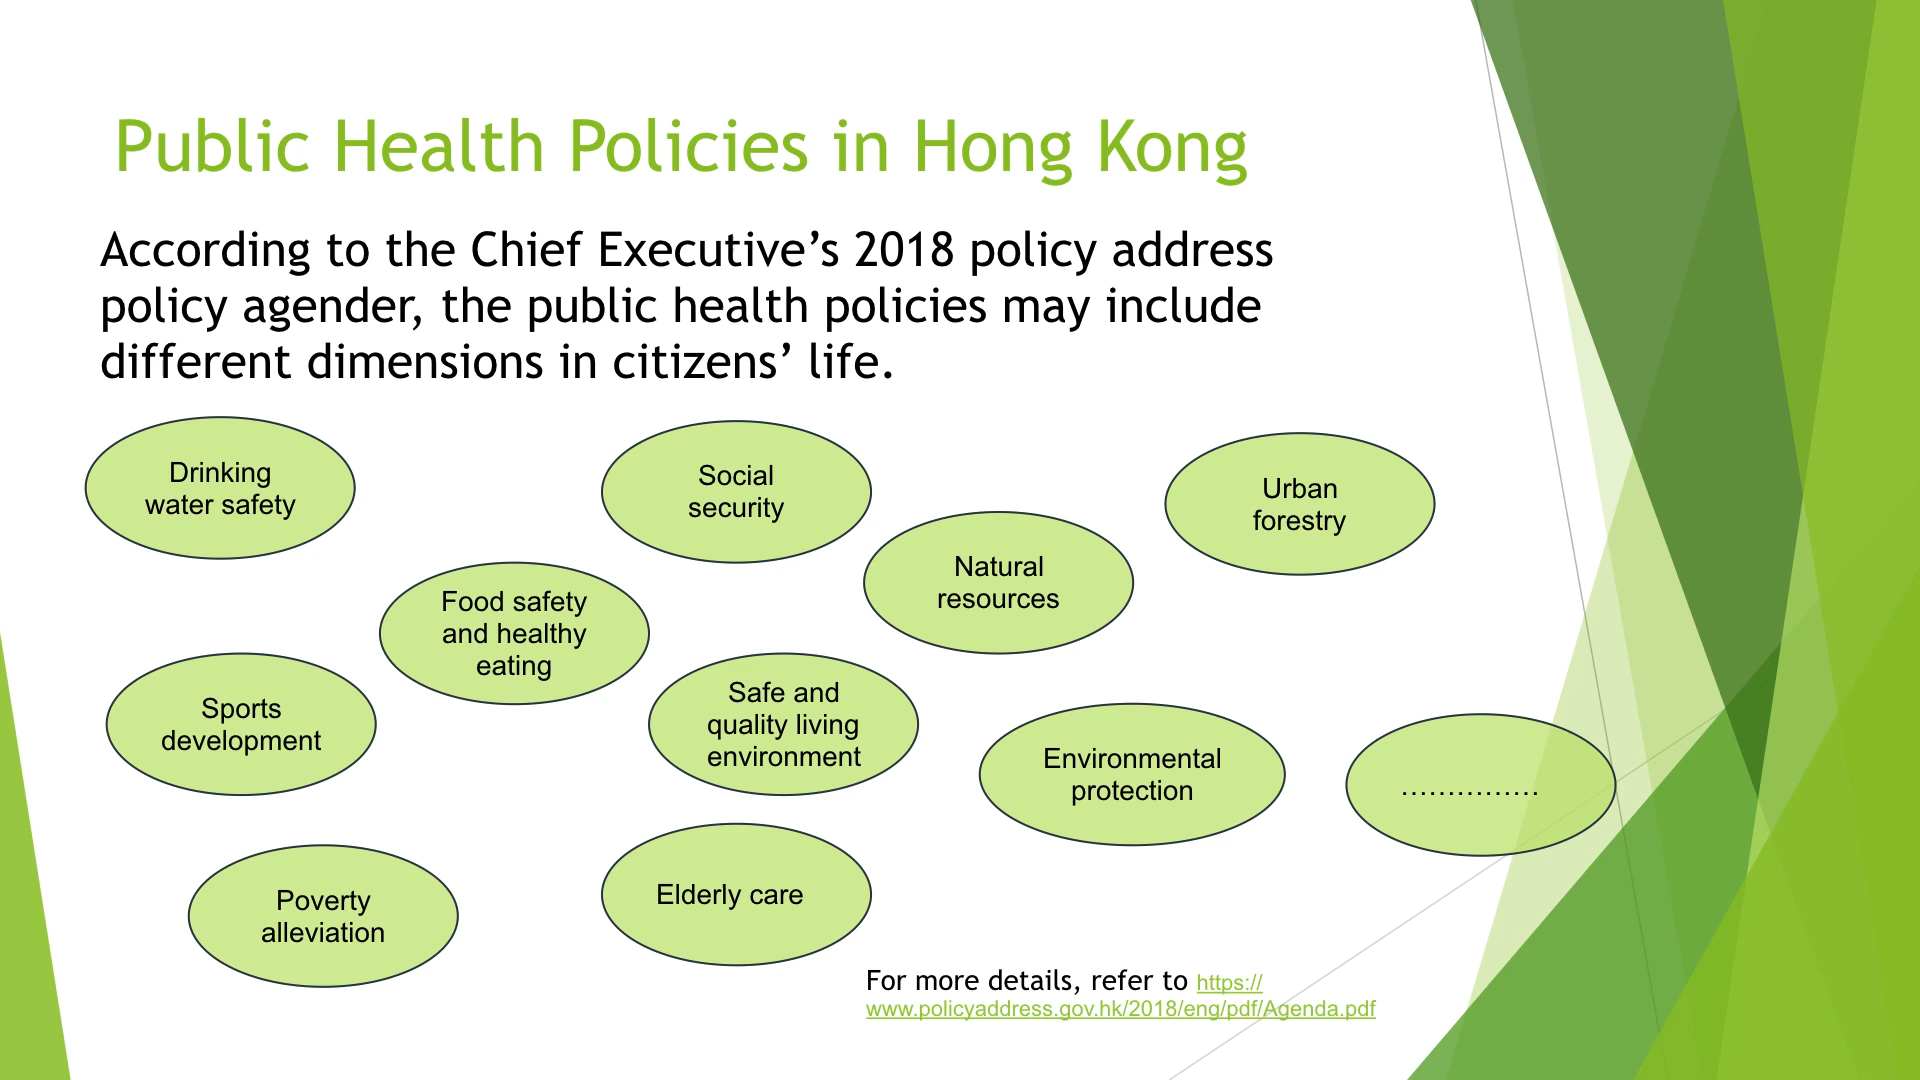 Public Health Policies in Hong Kong
According to the Chief Executive’s 2018 policy address
policy agender, the public health policies may include
different dimensions in citizens’ life.
Drinking
water safety
Social
security
Urban
forestry
Natural
resources
Food safety
and healthy
eating
Sports
development
Safe and
quality living
environment
Environmental
protection
...............
Poverty
alleviation
Elderly care
For more details, refer to https://
www.policyaddress.gov.hk/2018/eng/pdf/Agenda.pdf